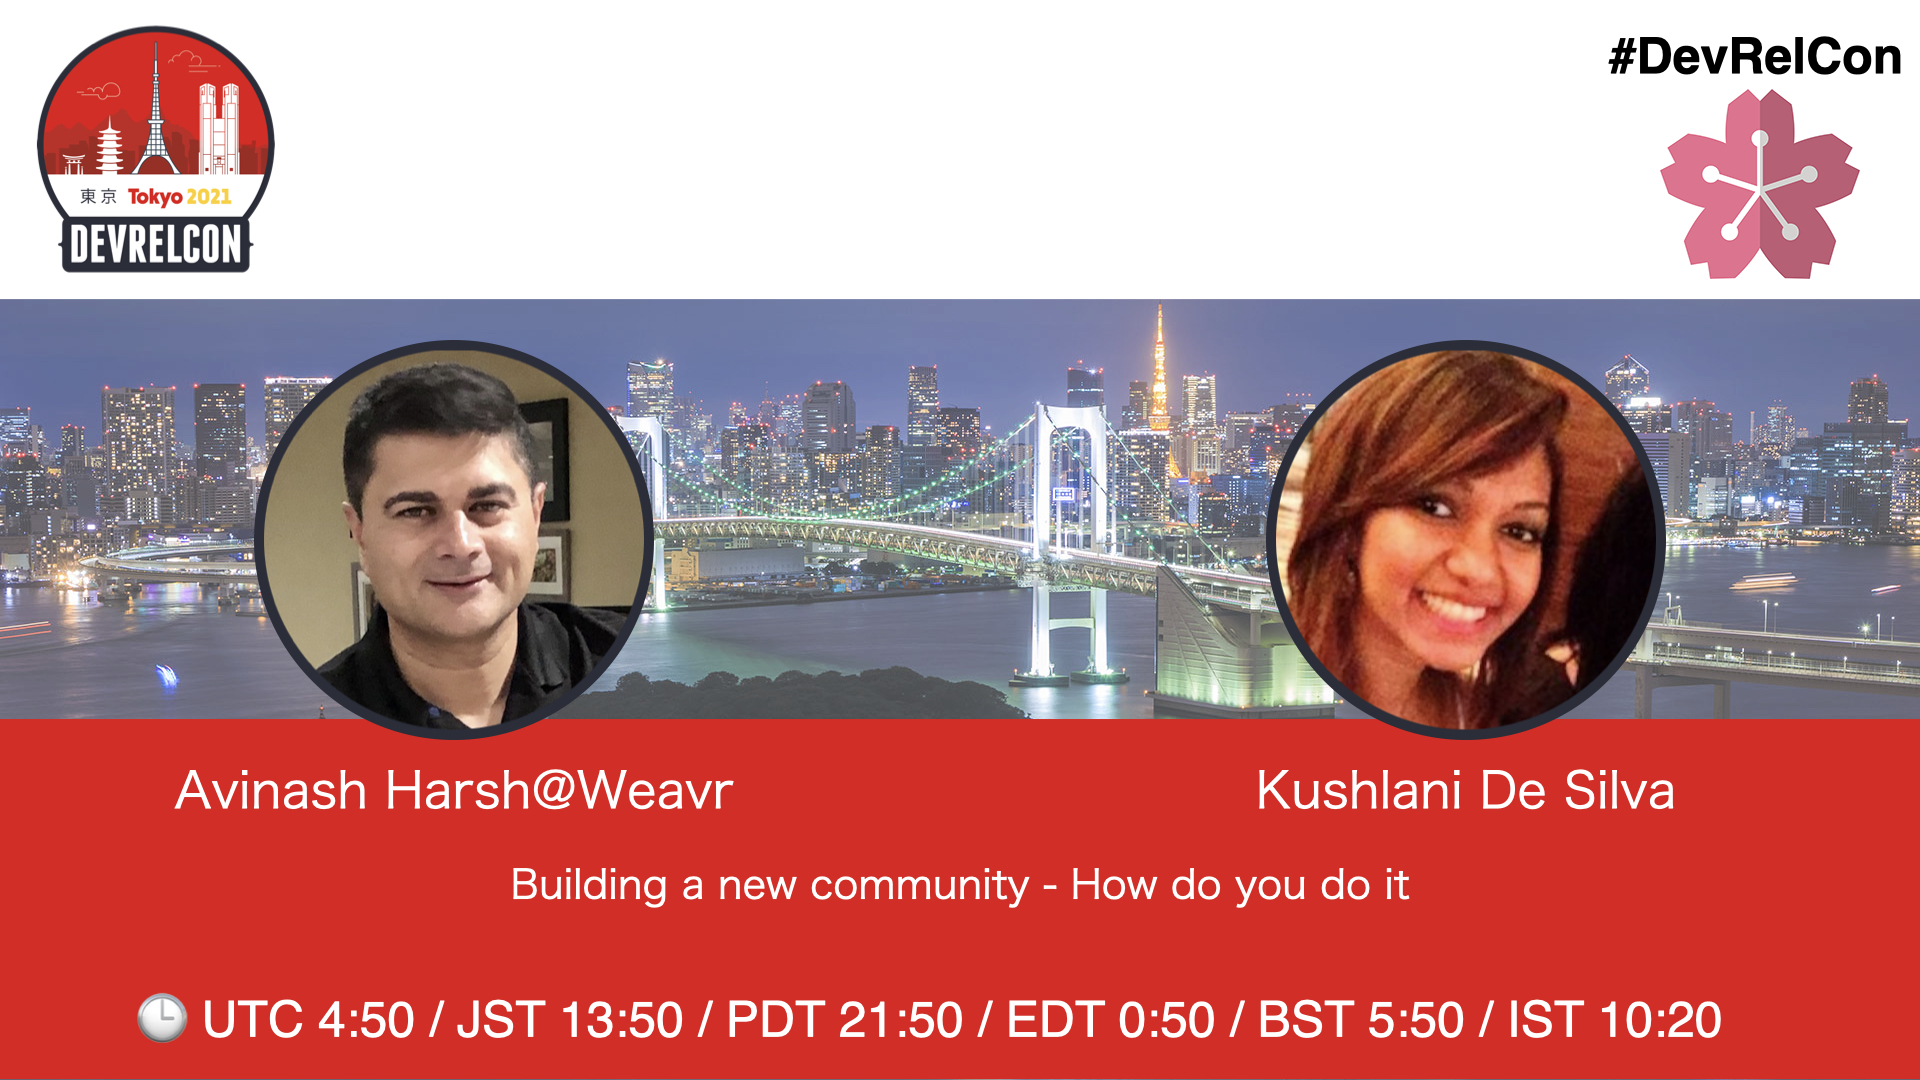 #DevRelCon
東京 Tokyo 2021
DEVRELCON
Avinash Harsh@Weavr
Kushlani De Silva
Building a new community - How do you do it
UTC 4:50 / JST 13:50 / PDT 21:50 / EDT 0:50 / BST 5:50 / IST 10:20